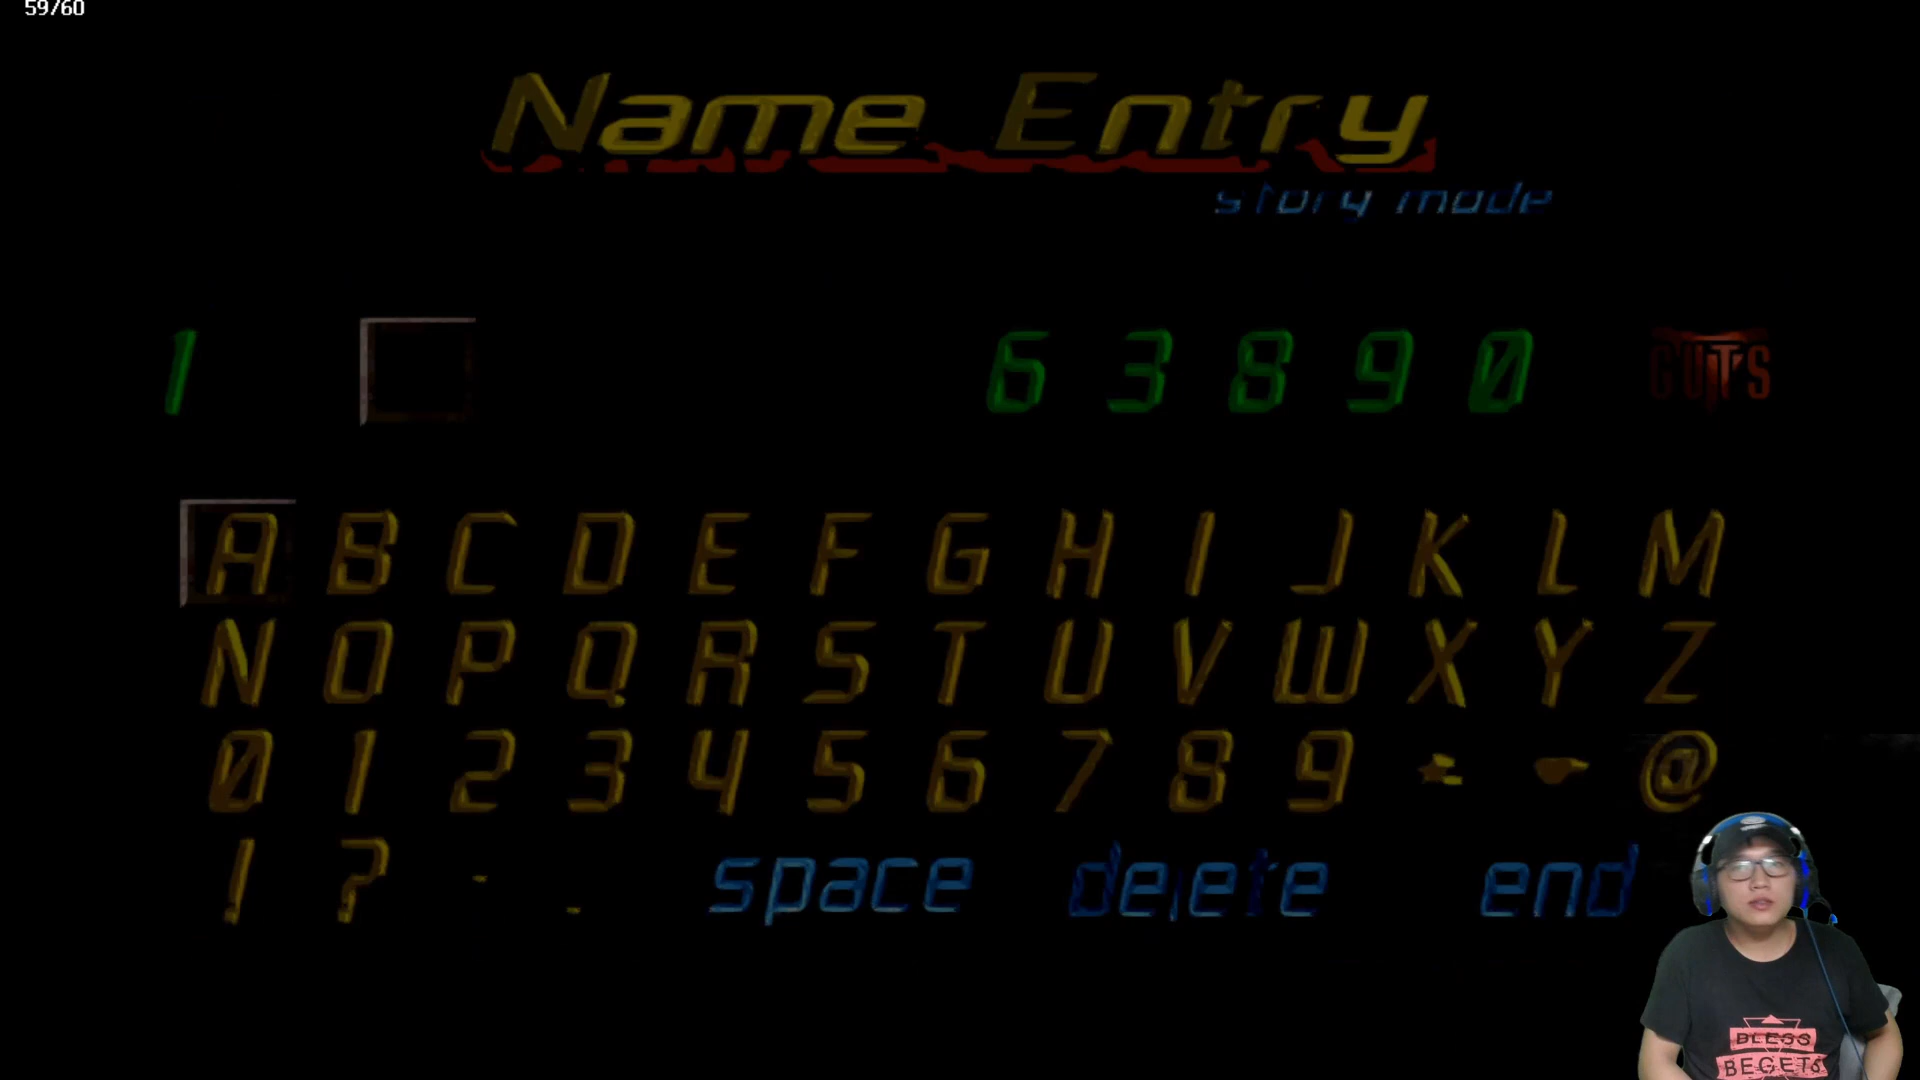 59/60
Name Entry
story mode
1 63890 GUTS
A B C D E F G H I J K L M
N O P Q R S T U V W X Y Z
0 1 2 3 4 5 6 7 8 9 @
! ? - . space delete end
BLESS
BEGETS